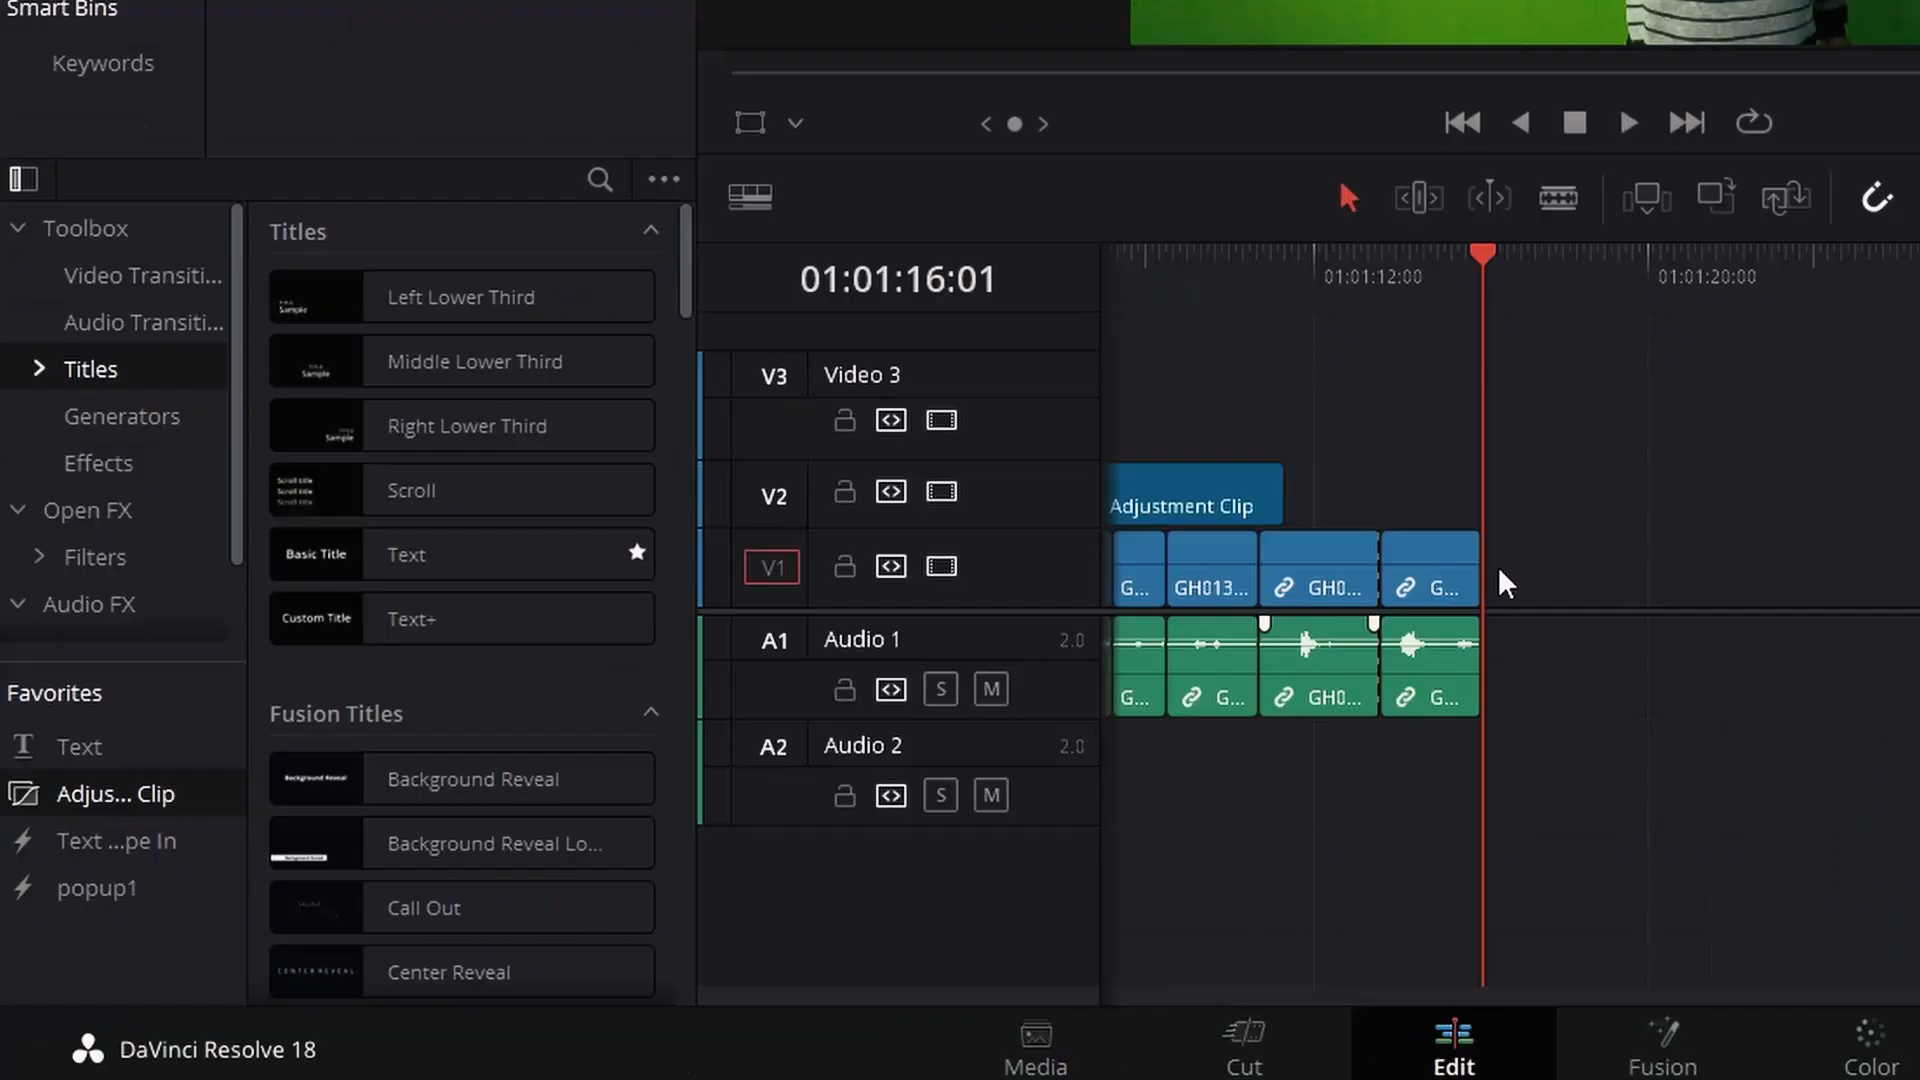 Smart Bins
Keywords
Toolbox
Video Transiti...
Audio Transiti...
Titles
Generators
Effects
Open FX
Filters
Audio FX
Favorites
Text
Adjus... Clip
Text ...pe In
popup1
Titles
Left Lower Third
Middle Lower Third
Right Lower Third
Scroll
Basic Title
Text
Custom Title
Text+
Fusion Titles
Background Reveal
Background Reveal Lo...
Call Out
CENTER REVEAL
Center Reveal
01:01:16:01
01:01:12:00
01:01:20:00
V3
Video 3
V2
V1
A1
Audio 1
2.0
S
M
A2
Audio 2
2.0
S
M
Adjustment Clip
G...
GH013...
GH0...
G...
G...
G...
GH0...
G...
DaVinci Resolve 18
Media
Cut
Edit
Fusion
Color